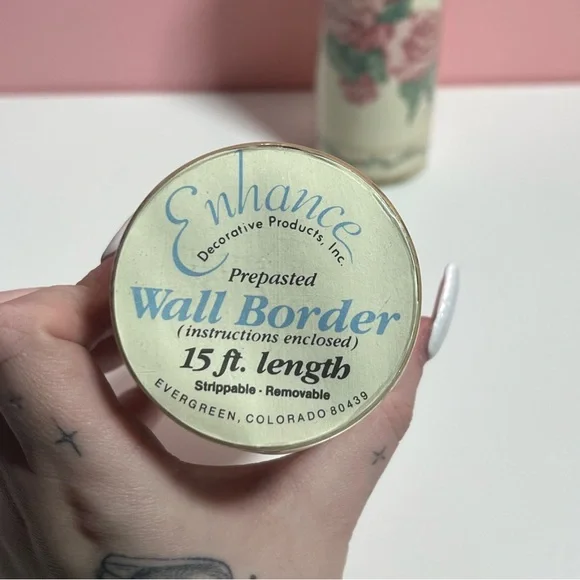 Enhance
Decorative Products, Inc.
Prepasted
Wall Border
(instructions enclosed)
15 ft. length
Strippable - Removable
EVERGREEN, COLORADO 80439